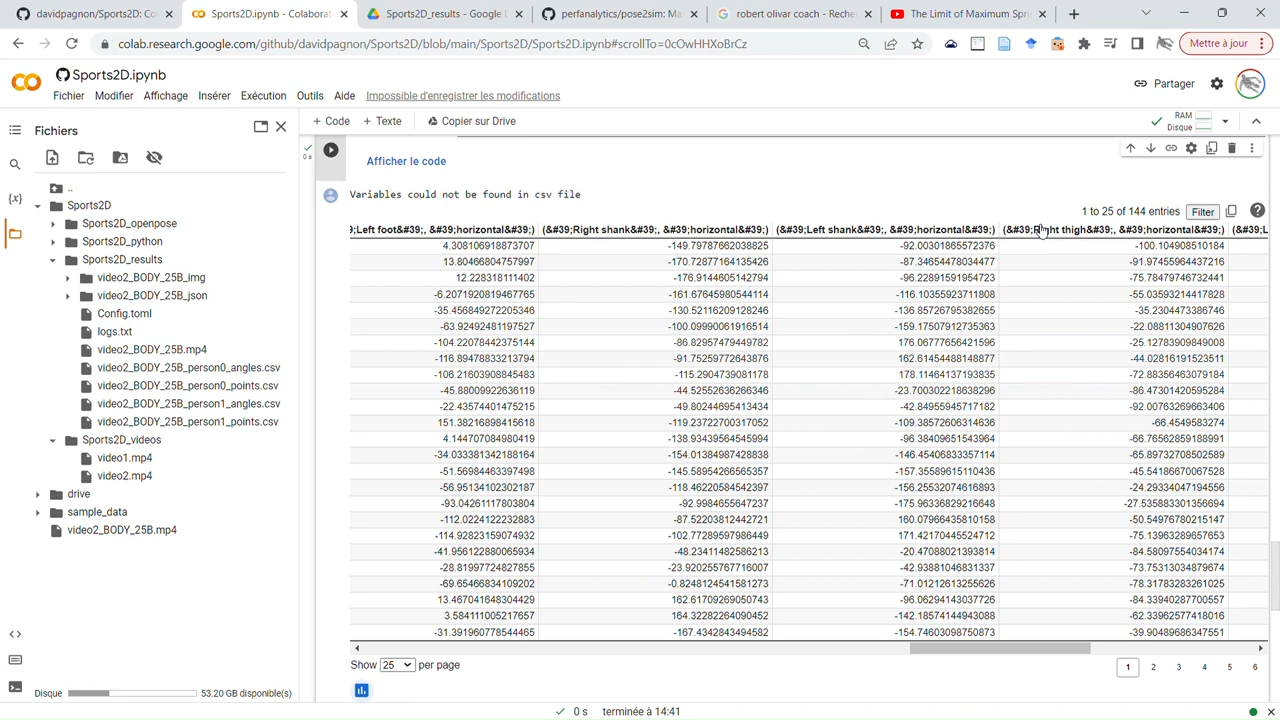 davidpagnon/Sports2D: Co
Sports2D.ipynb - Colaborat
Sports2D_results - Google D
perfanalytics/pose2sim: Ma
robert olivar coach - Reche
The Limit of Maximum Spri
colab.research.google.com/github/davidpagnon/Sports2D/blob/main/Sports2D/Sports2D.ipynb#scrollTo=0cOwHHXoBrCz
Mettre à jour
Sports2D.ipynb
Fichier Modifier Affichage Insérer Exécution Outils Aide Impossible d'enregistrer les modifications
Partager
+ Code + Texte Copier sur Drive
RAM
Disque
Fichiers
..
Sports2D
Sports2D_openpose
Sports2D_python
Sports2D_results
video2_BODY_25B_img
video2_BODY_25B_json
Config.toml
logs.txt
video2_BODY_25B.mp4
video2_BODY_25B_person0_angles.csv
video2_BODY_25B_person0_points.csv
video2_BODY_25B_person1_angles.csv
video2_BODY_25B_person1_points.csv
Sports2D_videos
video1.mp4
video2.mp4
drive
sample_data
video2_BODY_25B.mp4
Disque 53.20 GB disponible(s)
0 s
Afficher le code
Variables could not be found in csv file
1 to 25 of 144 entries Filter
9;Left foot&#39;, &#39;horizontal&#39;) (&#39;Right shank&#39;, &#39;horizontal&#39;) (&#39;Left shank&#39;, &#39;horizontal&#39;) (&#39;Right thigh&#39;, &#39;horizontal&#39;) (&#39;L
4.308106918873707 -149.79787662038825 -92.00301865572376 -100.104908510184
13.80466804757997 -170.72877164135426 -87.34654478034477 -91.97455964437216
12.228318111402 -176.9144605142794 -96.22891591954723 -75.78479746732441
-6.2071920819467765 -161.67645980544114 -116.10355923711808 -55.03593214417828
-35.456849272205346 -130.52116209128246 -136.85726795382655 -35.2304473386746
-63.92492481197527 -100.09990061916514 -159.17507912735363 -22.08811304907626
-104.22078442375144 -86.82957479449782 176.06777656421596 -25.12783909849008
-116.89478833213794 -91.75259772643876 162.61454488148877 -44.02816191523511
-106.21603908845483 -115.2904739081178 178.11464137193285 -72.88356463079184
-45.88009922636119 -44.52552636266346 -23.700302218638296 -86.47301420595284
-22.43574401475215 -49.80244695413434 -42.84955945717182 -92.00763269663406
151.38216898415618 -119.23722700317052 -109.38572606314636 -66.4549583274
4.144707084980419 -138.93439564545994 -96.38409651543964 -66.76562859188991
-34.033381342188164 -154.01384987428838 -146.45406833357114 -65.89732708502589
-51.56984463397498 -145.58954266565357 -157.35589615110436 -45.54186670067528
-56.95134102302187 -118.46220584542397 -156.25532074616893 -24.29334047194556
-93.04261117803804 -92.9984655647237 -175.96336829216648 -27.535883301356694
-112.0224122232883 -87.52203812442721 160.07966435810158 -50.54976780215147
-114.92823159074932 -102.77289597986449 171.42170445524712 -75.13963289657653
-41.956122880065934 -48.23411482586213 -20.47088021393814 -84.58097554034174
-28.81997724827855 -23.920255767716007 -42.93881046831337 -73.75313034879674
-69.65466834109202 -0.8248124541581273 -71.01212613255626 -78.31783283261025
13.467041648304429 162.61709269050743 -96.06294143037726 -84.33940287700557
3.584111005217657 164.32282264090452 -142.18574144943088 -62.33962577418016
-31.391960778544465 -167.4342843494582 -154.74603098750873 -39.90489686347551
Show 25 per page
1 2 3 4 5 6
0 s terminée à 14:41